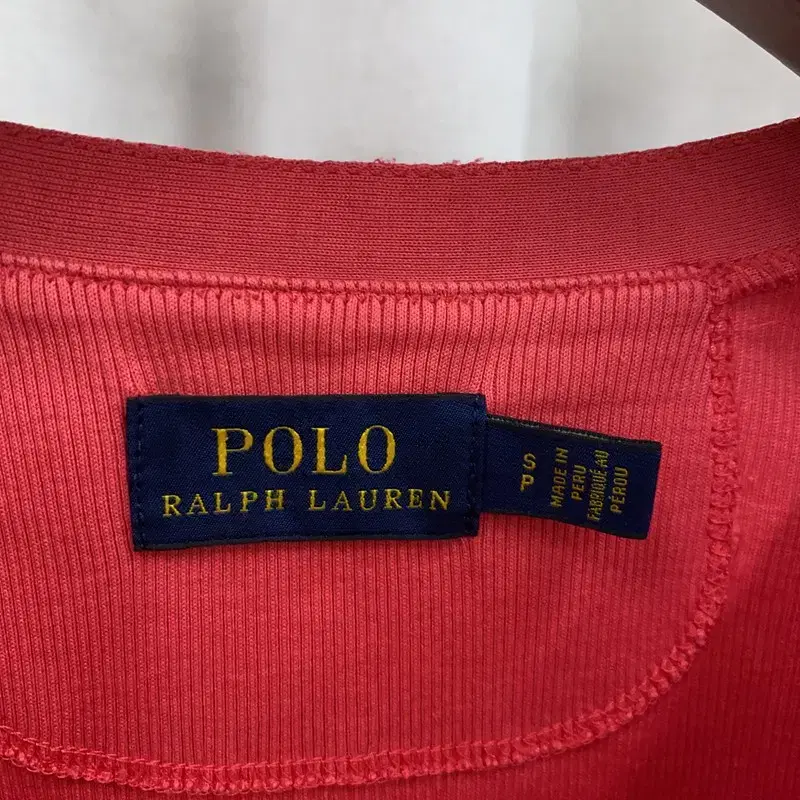 POLO
RALPH LAUREN
S
P
MADE IN
PERU
FABRIQUÉ AU
PÉROU